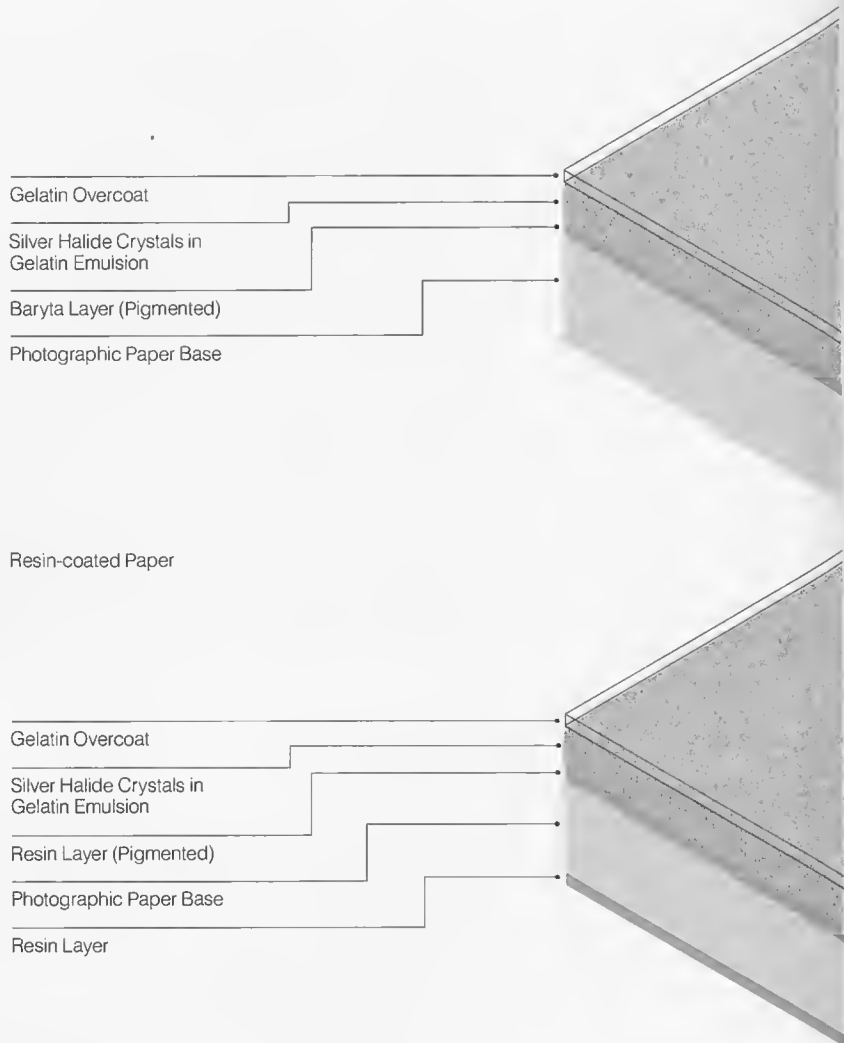 Gelatin Overcoat
Silver Halide Crystals in
Gelatin Emulsion
Baryta Layer (Pigmented)
Photographic Paper Base
Resin-coated Paper
Gelatin Overcoat
Silver Halide Crystals in
Gelatin Emulsion
Resin Layer (Pigmented)
Photographic Paper Base
Resin Layer